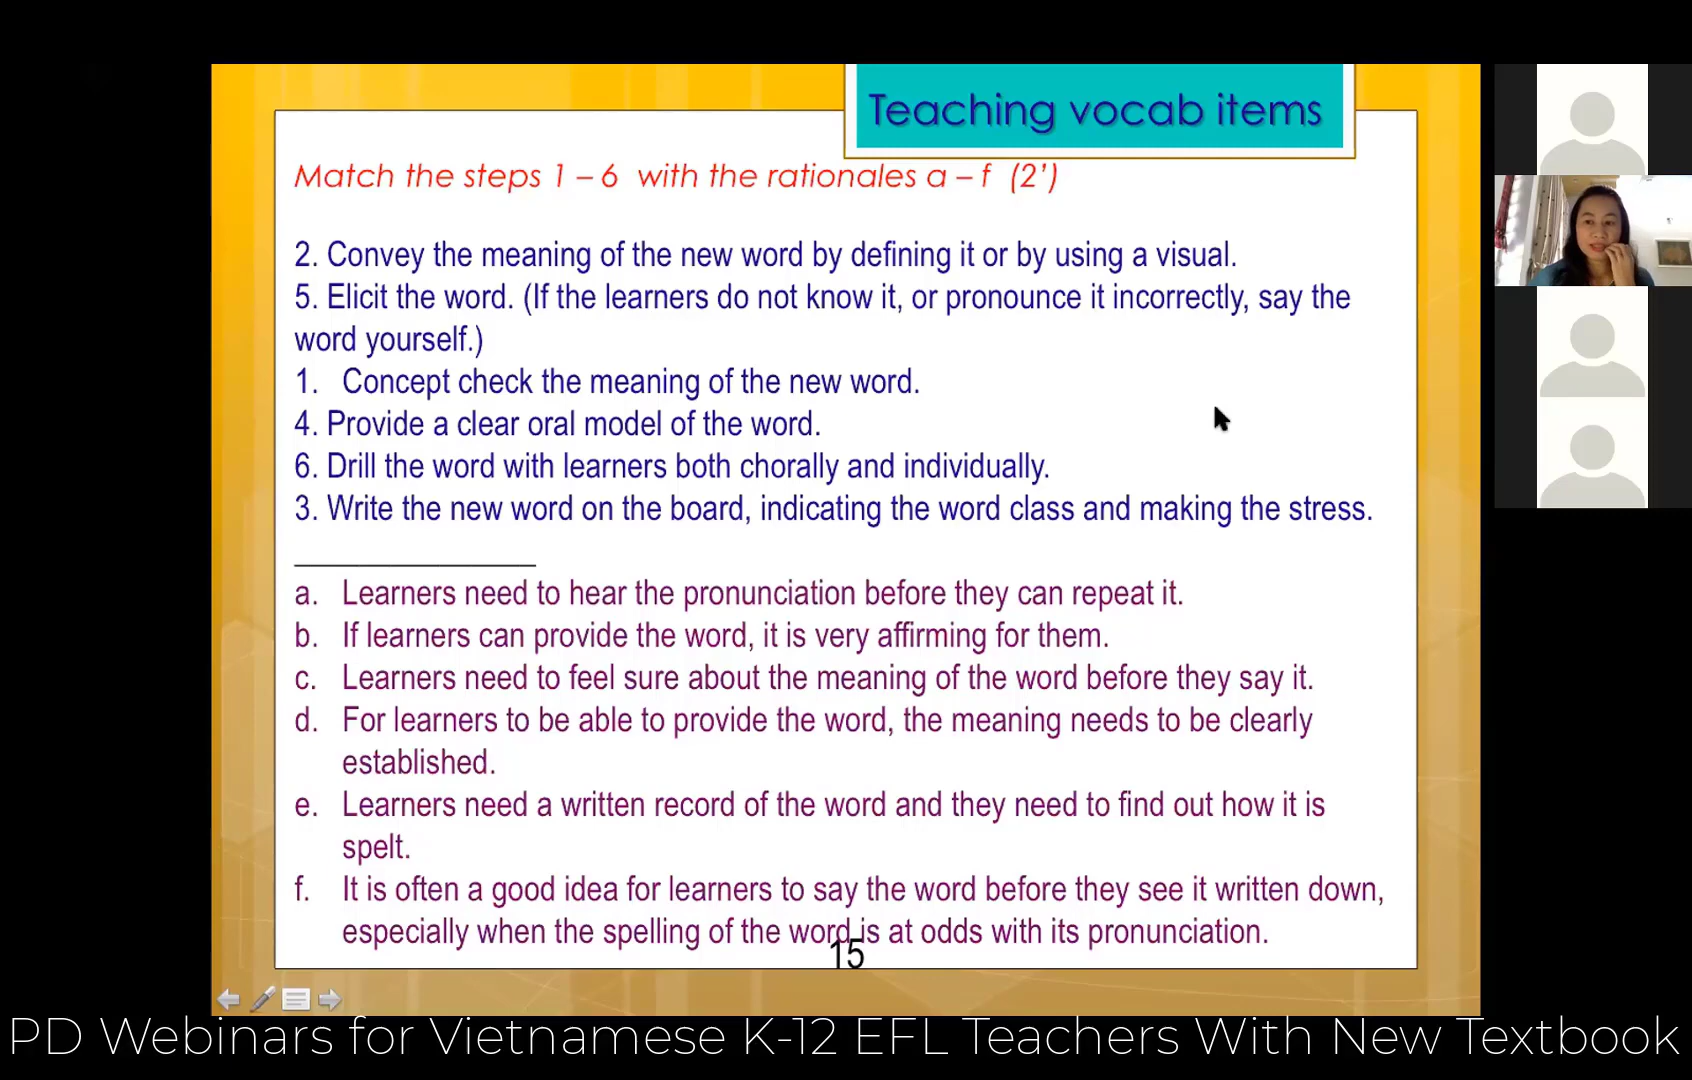 Teaching vocab items
Match the steps 1 – 6 with the rationales a – f (2’)
2. Convey the meaning of the new word by defining it or by using a visual.
5. Elicit the word. (If the learners do not know it, or pronounce it incorrectly, say the
word yourself.)
1. Concept check the meaning of the new word.
4. Provide a clear oral model of the word.
6. Drill the word with learners both chorally and individually.
3. Write the new word on the board, indicating the word class and making the stress.
a. Learners need to hear the pronunciation before they can repeat it.
b. If learners can provide the word, it is very affirming for them.
c. Learners need to feel sure about the meaning of the word before they say it.
d. For learners to be able to provide the word, the meaning needs to be clearly
established.
e. Learners need a written record of the word and they need to find out how it is
spelt.
f. It is often a good idea for learners to say the word before they see it written down,
especially when the spelling of the word is at odds with its pronunciation.
15
PD Webinars for Vietnamese K-12 EFL Teachers With New Textbook